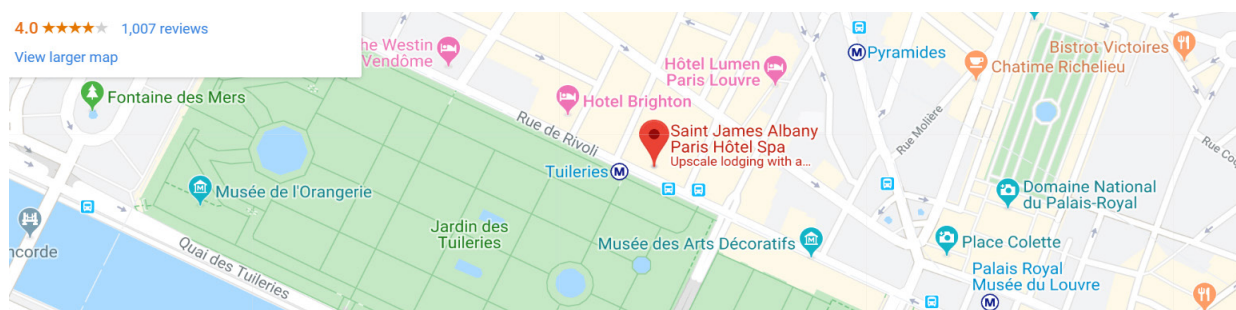 4.0
1,007 reviews
View larger map
he Westin
Vendôme
Fontaine des Mers
Hotel Brighton
Hôtel Lumen
Paris Louvre
Pyramides
Bistrot Victoires
Chatime Richelieu
Rue de Rivoli
Saint James Albany
Paris Hôtel Spa
Upscale lodging with a...
Rue Molière
Rue Coq
Tuileries
Musée de l'Orangerie
Domaine National
du Palais-Royal
Jardin des
Tuileries
Musée des Arts Décoratifs
Place Colette
ncorde
Quai des Tuileries
Palais Royal
Musée du Louvre